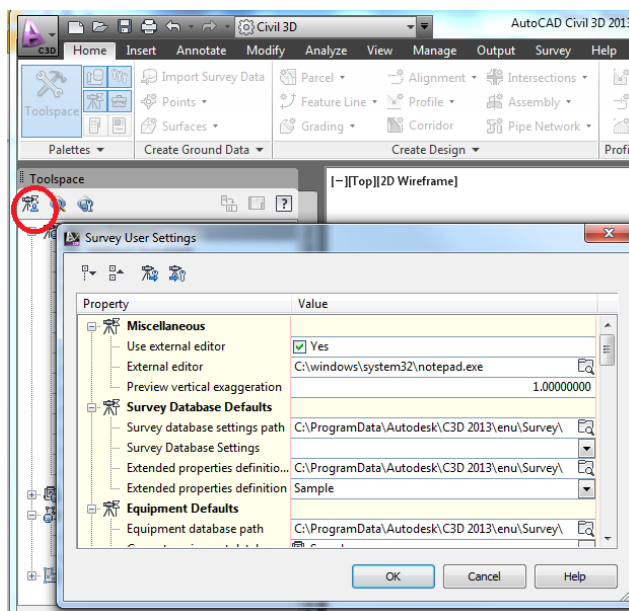 Civil 3D
AutoCAD Civil 3D 2013
C3D
Home Insert Annotate Modify Analyze View Manage Output Survey Help
Import Survey Data Parcel Alignment Intersections
Toolspace Points Feature Line Profile Assembly
Surfaces Grading Corridor Pipe Network
Palettes Create Ground Data Create Design Profi
Toolspace
[−][Top][2D Wireframe]
Survey User Settings
Property Value
Miscellaneous
Use external editor Yes
External editor C:\windows\system32\notepad.exe
Preview vertical exaggeration 1.00000000
Survey Database Defaults
Survey database settings path C:\ProgramData\Autodesk\C3D 2013\enu\Survey\
Survey Database Settings
Extended properties definitio... C:\ProgramData\Autodesk\C3D 2013\enu\Survey\
Extended properties definition Sample
Equipment Defaults
Equipment database path C:\ProgramData\Autodesk\C3D 2013\enu\Survey\
OK Cancel Help